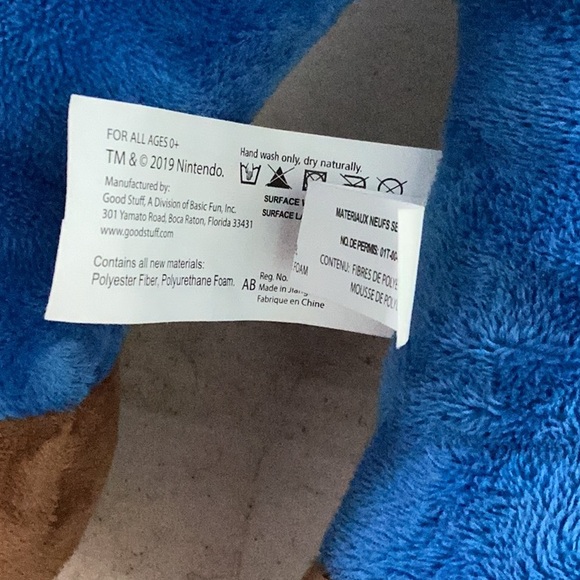 FOR ALL AGES 0+
TM & © 2019 Nintendo.
Manufactured by:
Good Stuff, A Division of Basic Fun, Inc.
301 Yamato Road, Boca Raton, Florida 33431
www.goodstuff.com
Contains all new materials:
Polyester Fiber, Polyurethane Foam.
Hand wash only, dry naturally.
SURFACE
SURFACE
AB
Reg. No.
Made in
Fabrique en Chine
FOAM
MATERIAUX NEUFS
NO. DE PERMIS:
CONTENU: FIBRES DE
MOUSSE DE